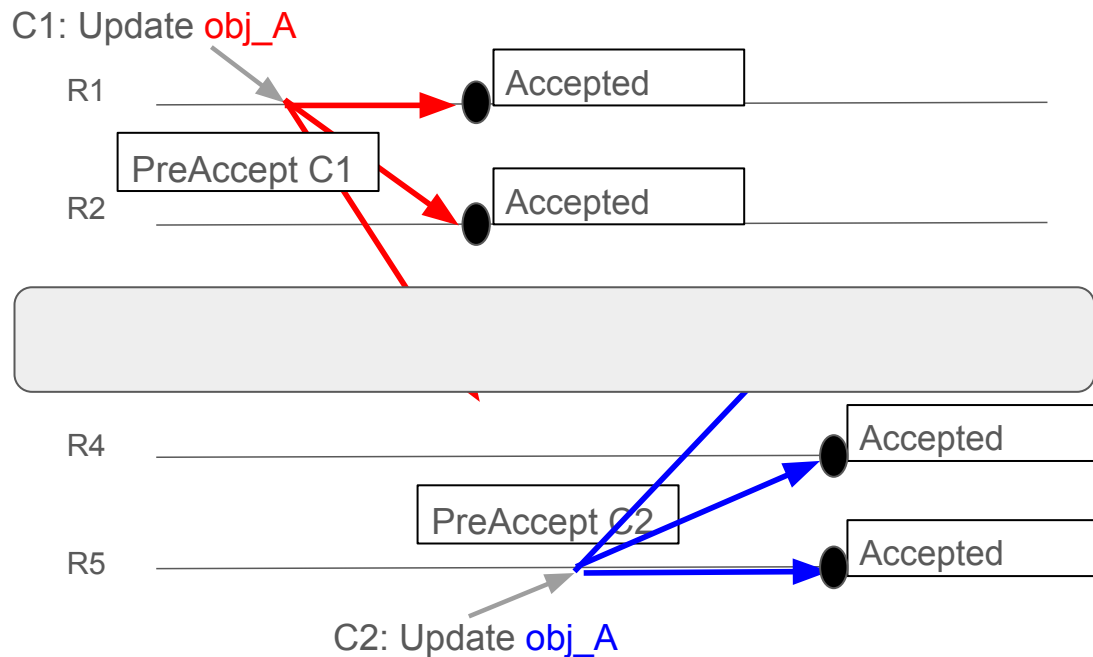 C1: Update obj_A
R1
Accepted
PreAccept C1
R2
Accepted
R4
Accepted
PreAccept C2
R5
Accepted
C2: Update obj_A